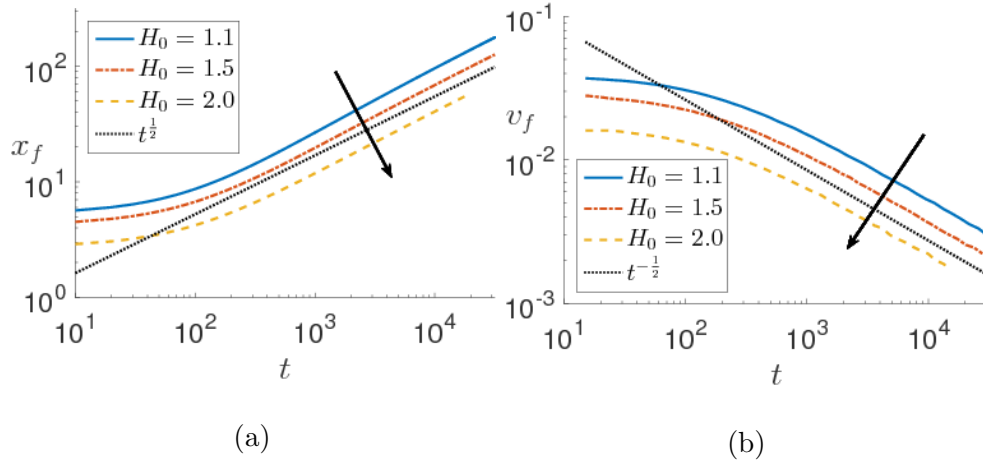 10^2
10^1
10^0
x_f
H_0 = 1.1
H_0 = 1.5
H_0 = 2.0
t^{\frac{1}{2}}
10^1
10^2
10^3
10^4
t
(a)
10^{-1}
10^{-2}
10^{-3}
v_f
H_0 = 1.1
H_0 = 1.5
H_0 = 2.0
t^{-\frac{1}{2}}
10^1
10^2
10^3
10^4
t
(b)